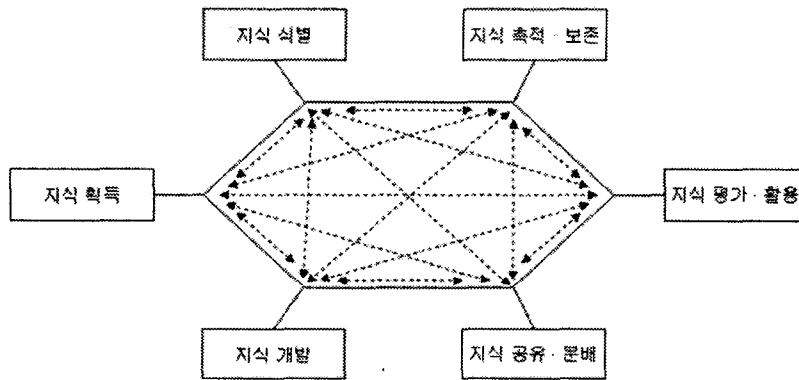 지식 식별
지식 축적 · 보존
지식 획득
지식 평가 · 활용
지식 개발
지식 공유 · 분배